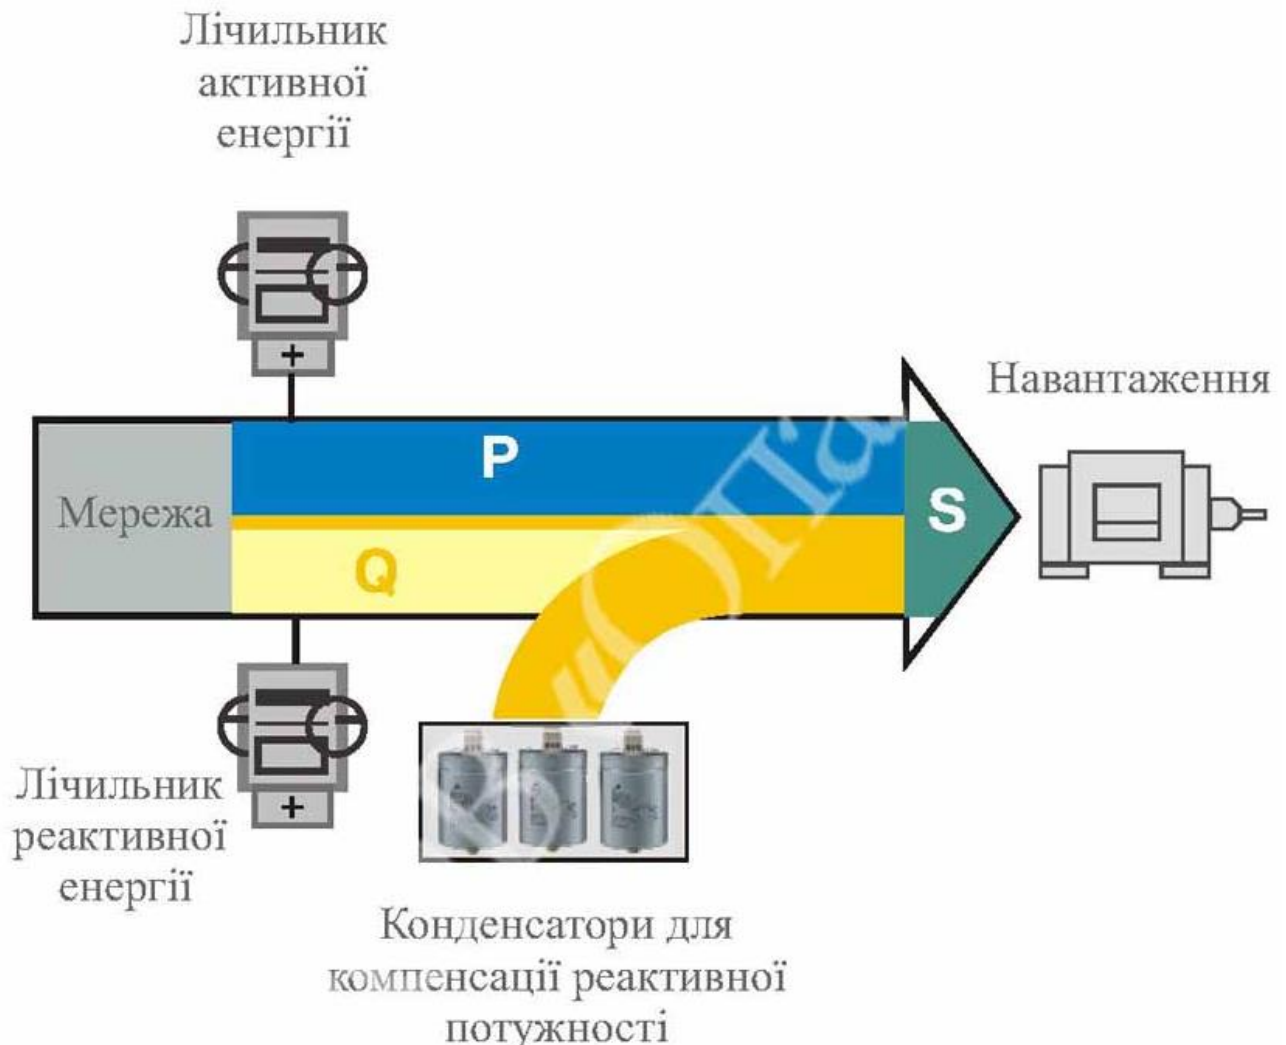 Лічильник
активної
енергії
+
Навантаження
P
Мережа
S
Q
+
Лічильник
реактивної
енергії
Конденсатори для
компенсації реактивної
потужності